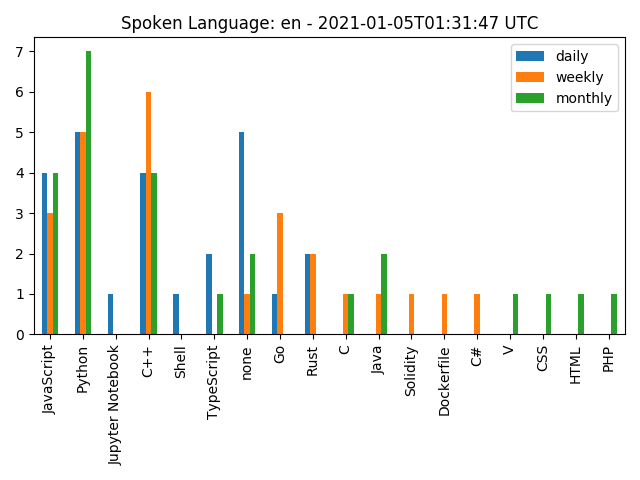 Spoken Language: en - 2021-01-05T01:31:47 UTC
daily
weekly
monthly
7
6
5
4
3
2
1
0
JavaScript
Python
Jupyter Notebook
C++
Shell
TypeScript
none
Go
Rust
C
Java
Solidity
Dockerfile
C#
V
CSS
HTML
PHP